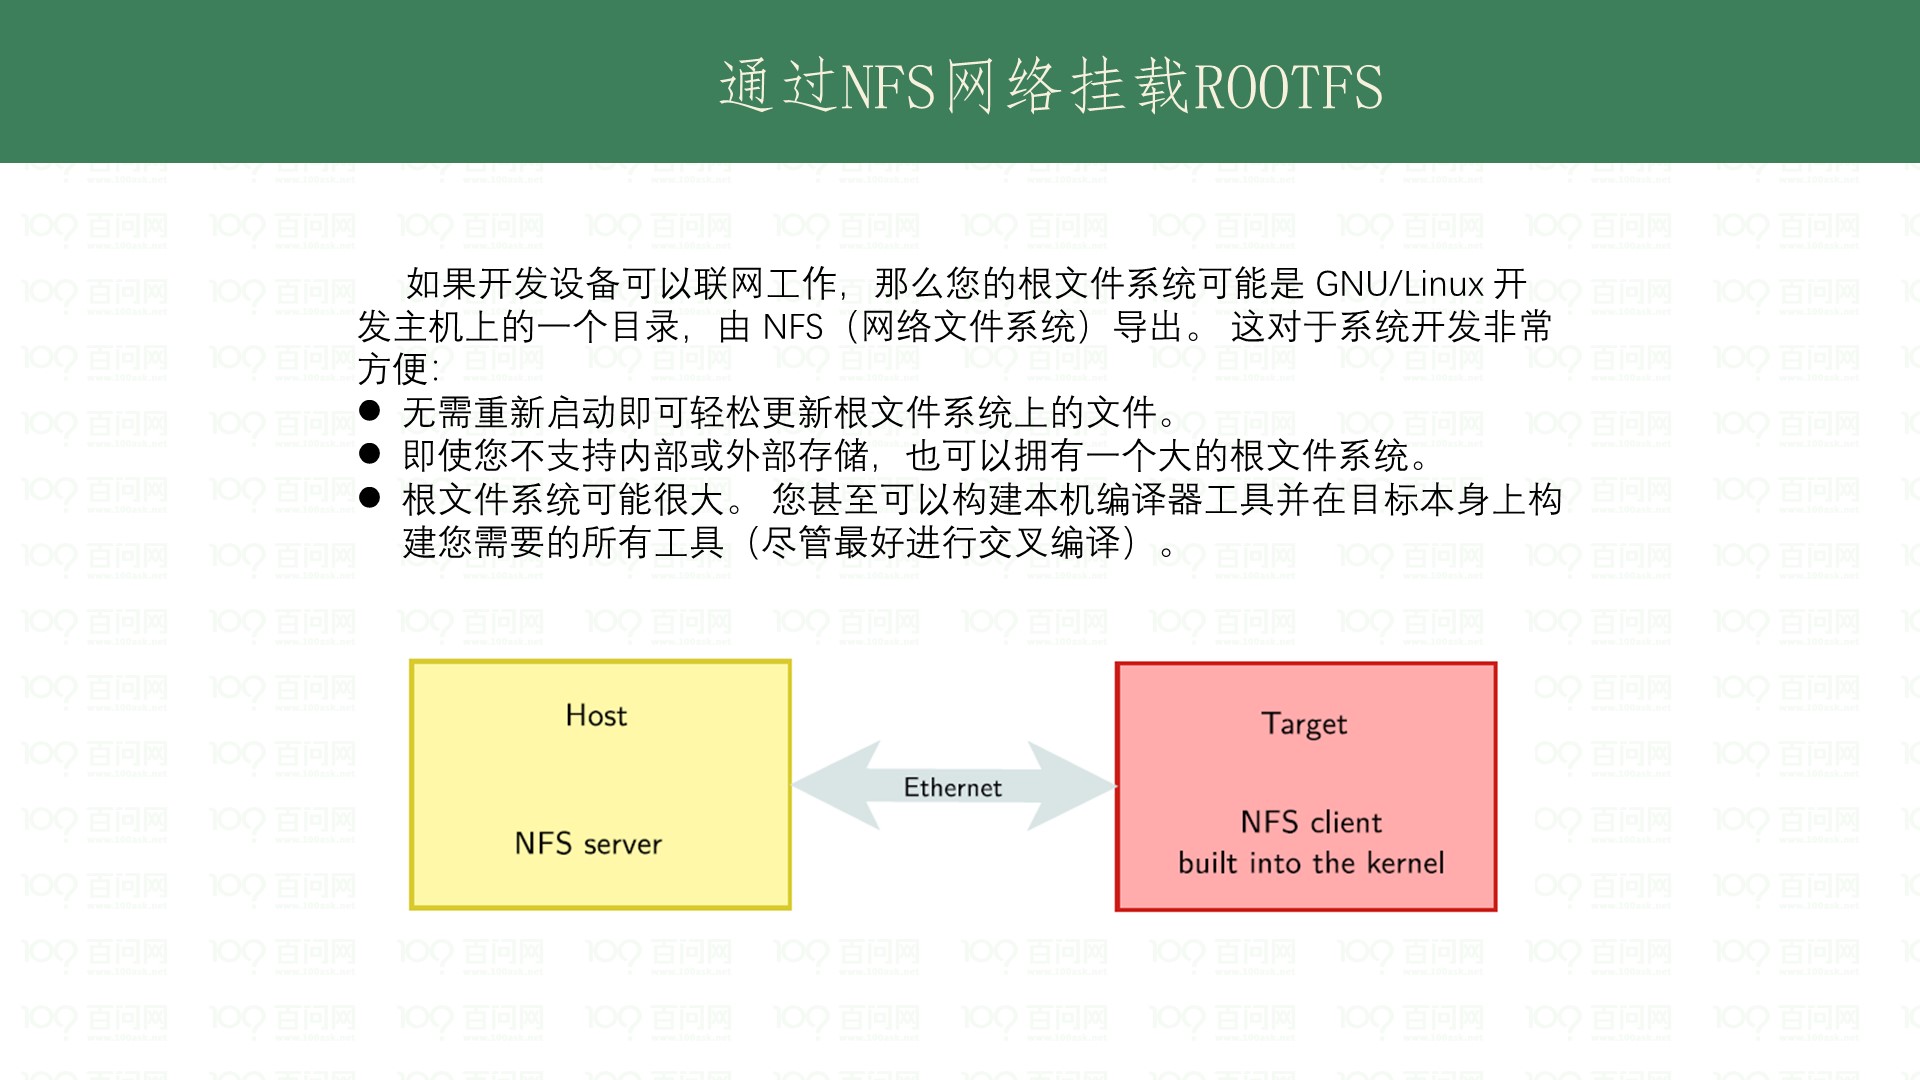 通过NFS网络挂载ROOTFS
如果开发设备可以联网工作，那么您的根文件系统可能是 GNU/Linux 开
发主机上的一个目录，由 NFS（网络文件系统）导出。 这对于系统开发非常
方便：
● 无需重新启动即可轻松更新根文件系统上的文件。
● 即使您不支持内部或外部存储，也可以拥有一个大的根文件系统。
● 根文件系统可能很大。 您甚至可以构建本机编译器工具并在目标本身上构
建您需要的所有工具（尽管最好进行交叉编译）。
Host
NFS server
Ethernet
Target
NFS client
built into the kernel
百问网
www.100ask.net